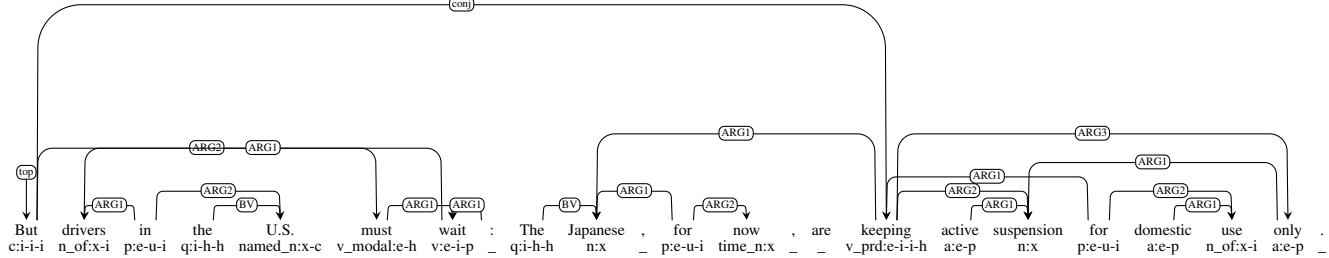 conj
ARG1 ARG3
ARG2 ARG1 ARG1
top ARG1
ARG2 ARG1 ARG2 ARG2
ARG1 BV ARG1 ARG1 BV ARG2 ARG1 ARG1
But drivers in the U.S. must wait : The Japanese , for now , are keeping active suspension for domestic use only .
c:i-i-i n_of:x-i p:e-u-i q:i-h-h named_n:x-c v_modal:e-h v:e-i-p _ q:i-h-h n:x _ p:e-u-i time_n:x _ _ v_prd:e-i-i-h a:e-p n:x p:e-u-i a:e-p n_of:x-i a:e-p _